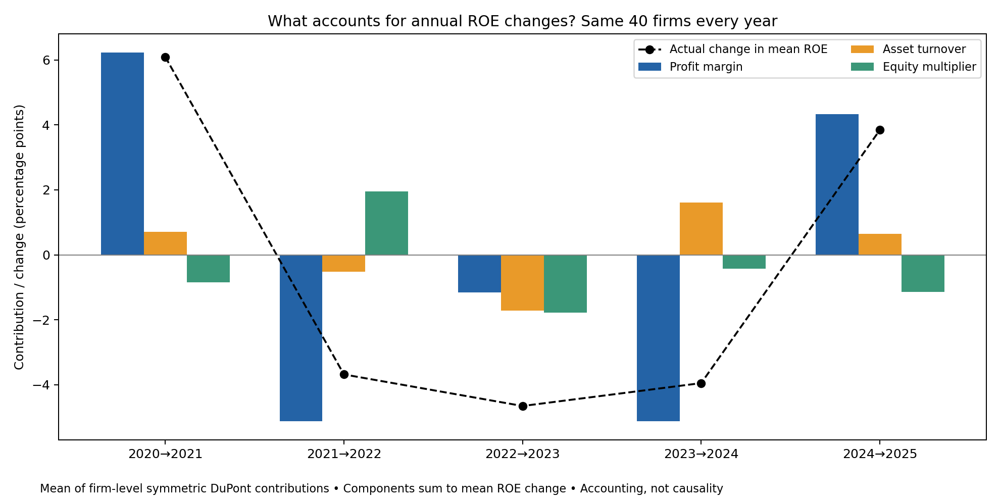 What accounts for annual ROE changes? Same 40 firms every year
Actual change in mean ROE
Profit margin
Asset turnover
Equity multiplier
Contribution / change (percentage points)
6
4
2
0
−2
−4
2020→2021
2021→2022
2022→2023
2023→2024
2024→2025
Mean of firm-level symmetric DuPont contributions • Components sum to mean ROE change • Accounting, not causality